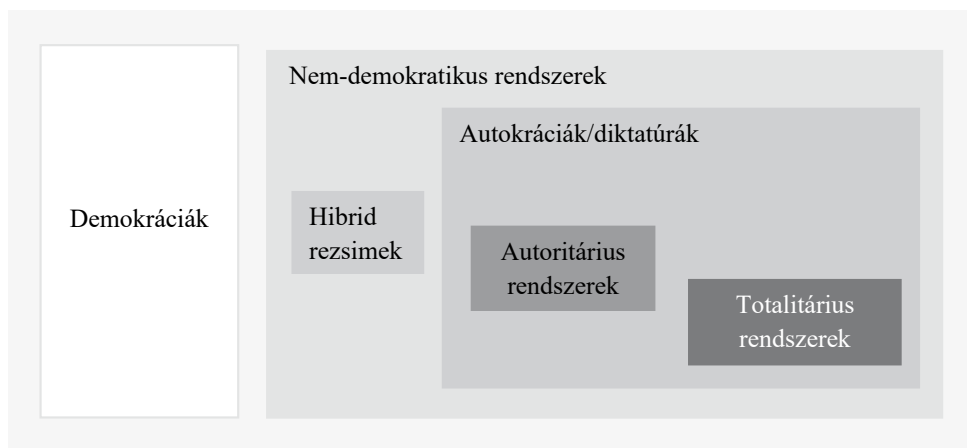 Demokráciák
Nem-demokratikus rendszerek
Autokráciák/diktatúrák
Hibrid
rezsimek
Autoritárius
rendszerek
Totalitárius
rendszerek